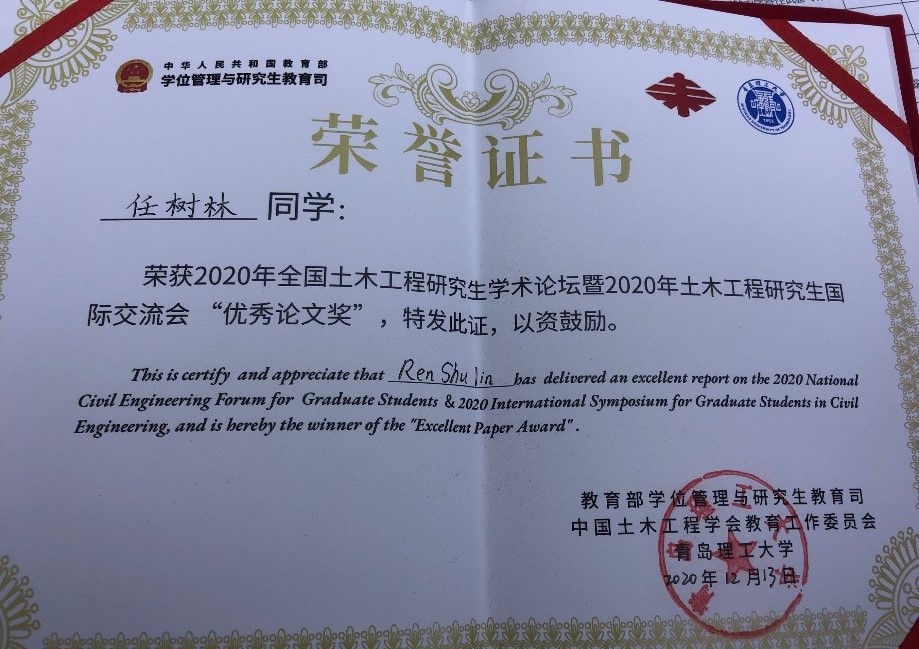 中华人民共和国教育部
学位管理与研究生教育司
荣誉证书
任树林 同学:
荣获2020年全国土木工程研究生学术论坛暨2020年土木工程研究生国
际交流会 “优秀论文奖”，特发此证，以资鼓励。
This is certify and appreciate that Ren Shu lin has delivered an excellent report on the 2020 National
Civil Engineering Forum for Graduate Students & 2020 International Symposium for Graduate Students in Civil
Engineering, and is hereby the winner of the "Excellent Paper Award".
教育部学位管理与研究生教育司
中国土木工程学会教育工作委员会
青岛理工大学
2020年12月13日